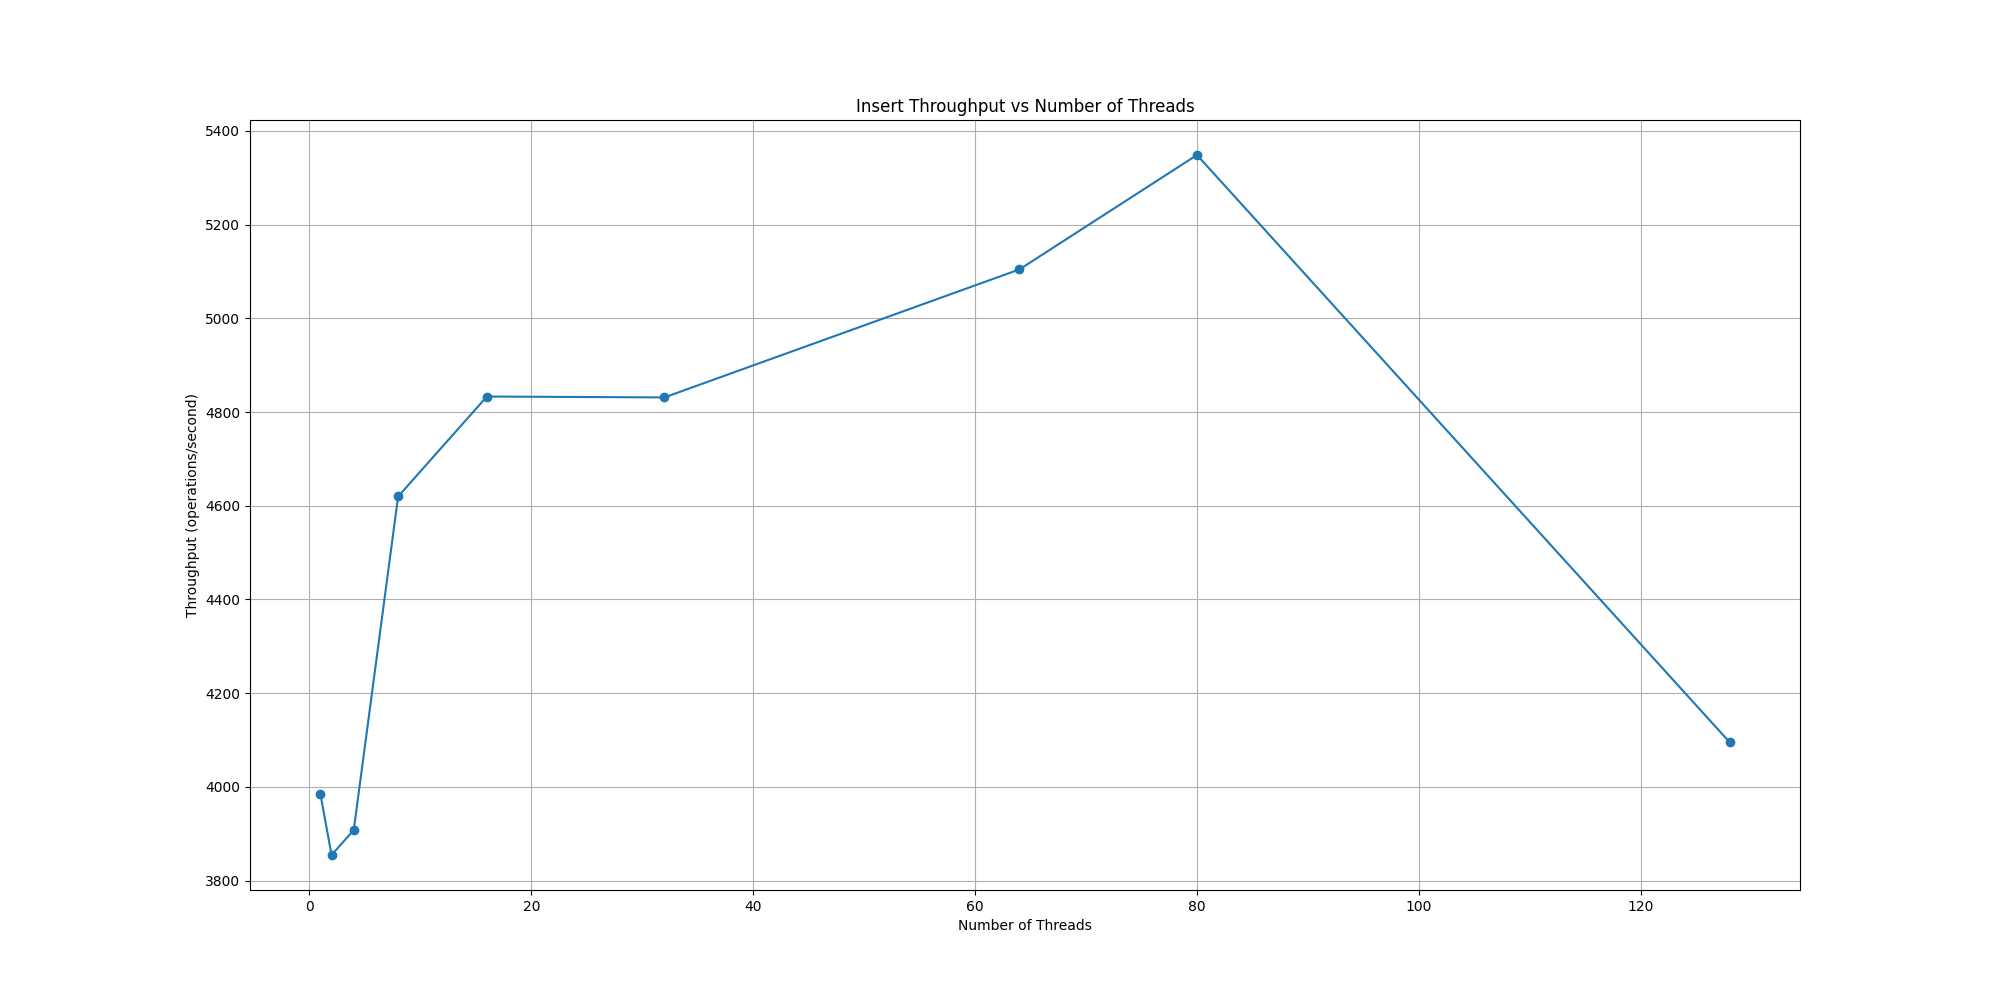 Insert Throughput vs Number of Threads
5400
5200
5000
4800
4600
4400
4200
4000
3800
Throughput (operations/second)
0 20 40 60 80 100 120
Number of Threads